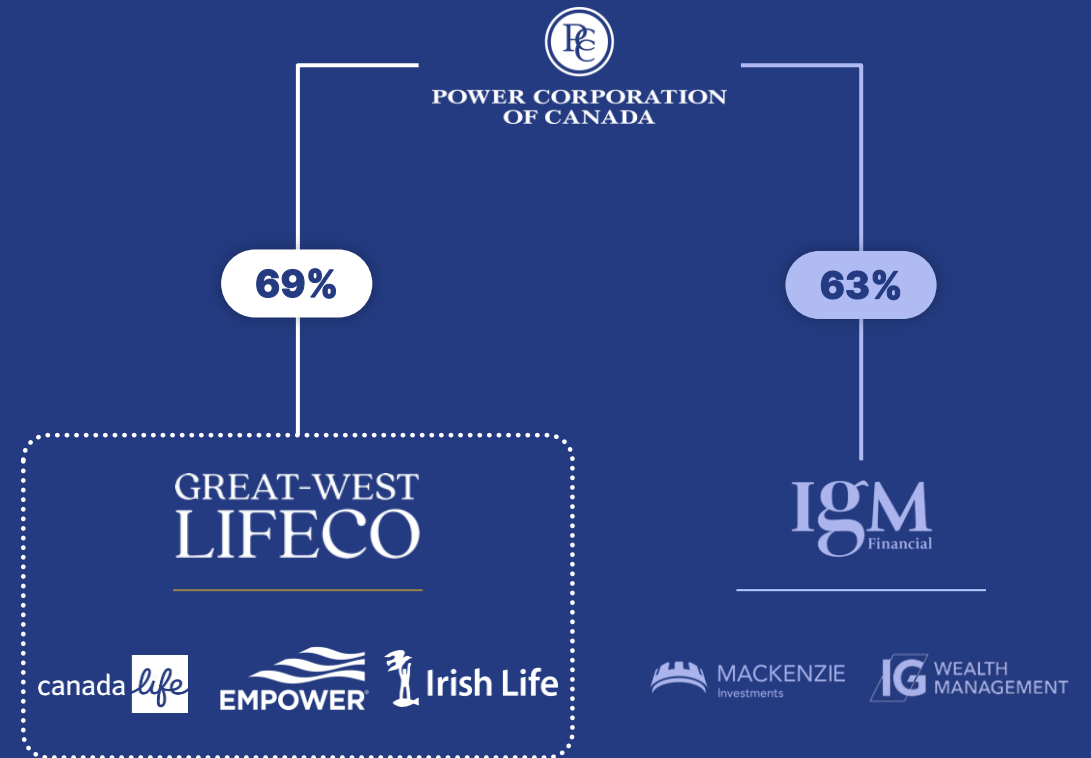 PCC
POWER CORPORATION
OF CANADA
69%
63%
GREAT-WEST
LIFECO
IGM
Financial
canada life
EMPOWER®
Irish Life
MACKENZIE
Investments
IG WEALTH
MANAGEMENT